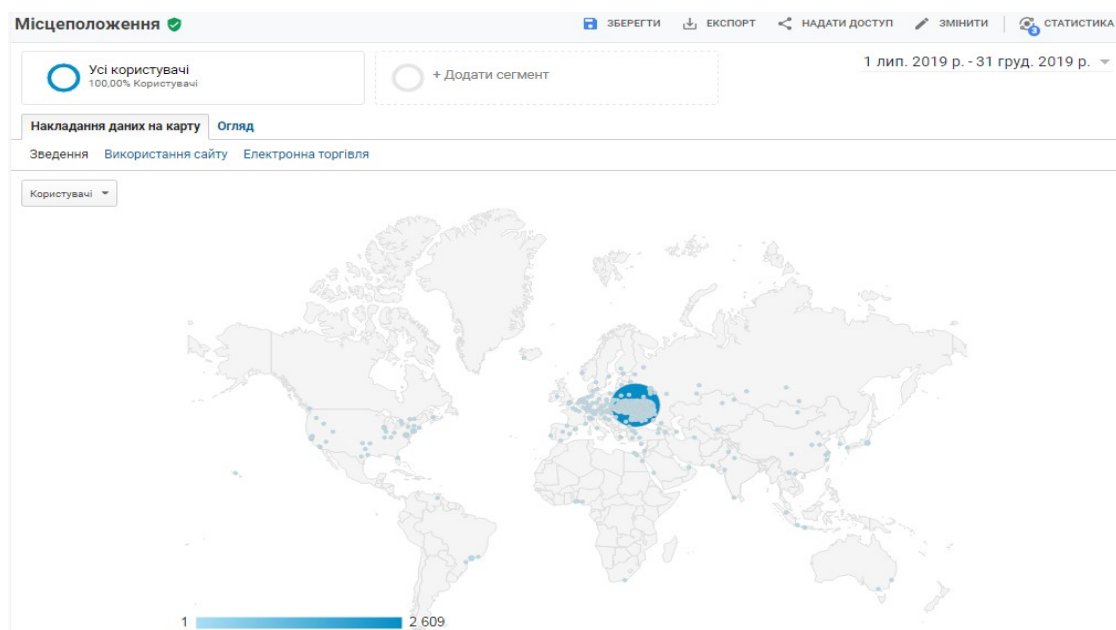 Місцеположення
ЗБЕРЕГТИ ЕКСПОРТ НАДАТИ ДОСТУП ЗМІНИТИ 3 СТАТИСТИКА
Усі користувачі
100,00% Користувачі
+ Додати сегмент
1 лип. 2019 р. - 31 груд. 2019 р.
Накладання даних на карту Огляд
Зведення Використання сайту Електронна торгівля
Користувачі
1 2 609